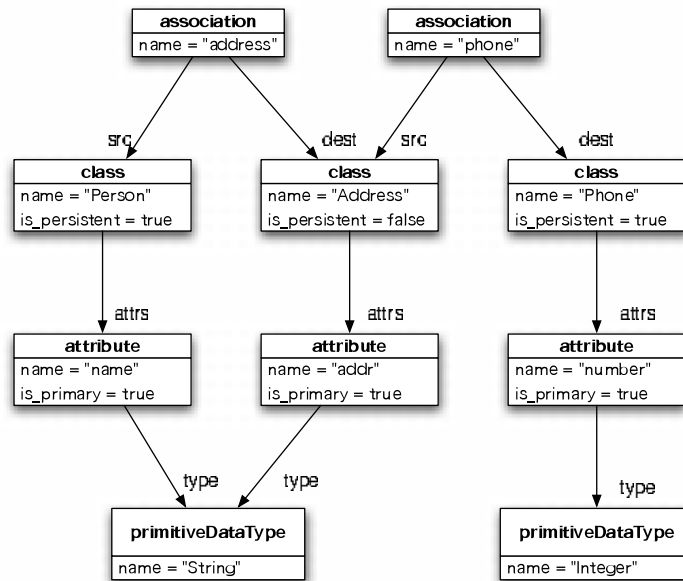 association
name = "address"
association
name = "phone"
src
dest
src
dest
class
name = "Person"
is_persistent = true
class
name = "Address"
is_persistent = false
class
name = "Phone"
is_persistent = true
attrs
attrs
attrs
attribute
name = "name"
is_primary = true
attribute
name = "addr"
is_primary = true
attribute
name = "number"
is_primary = true
type
type
type
primitiveDataType
name = "String"
primitiveDataType
name = "Integer"